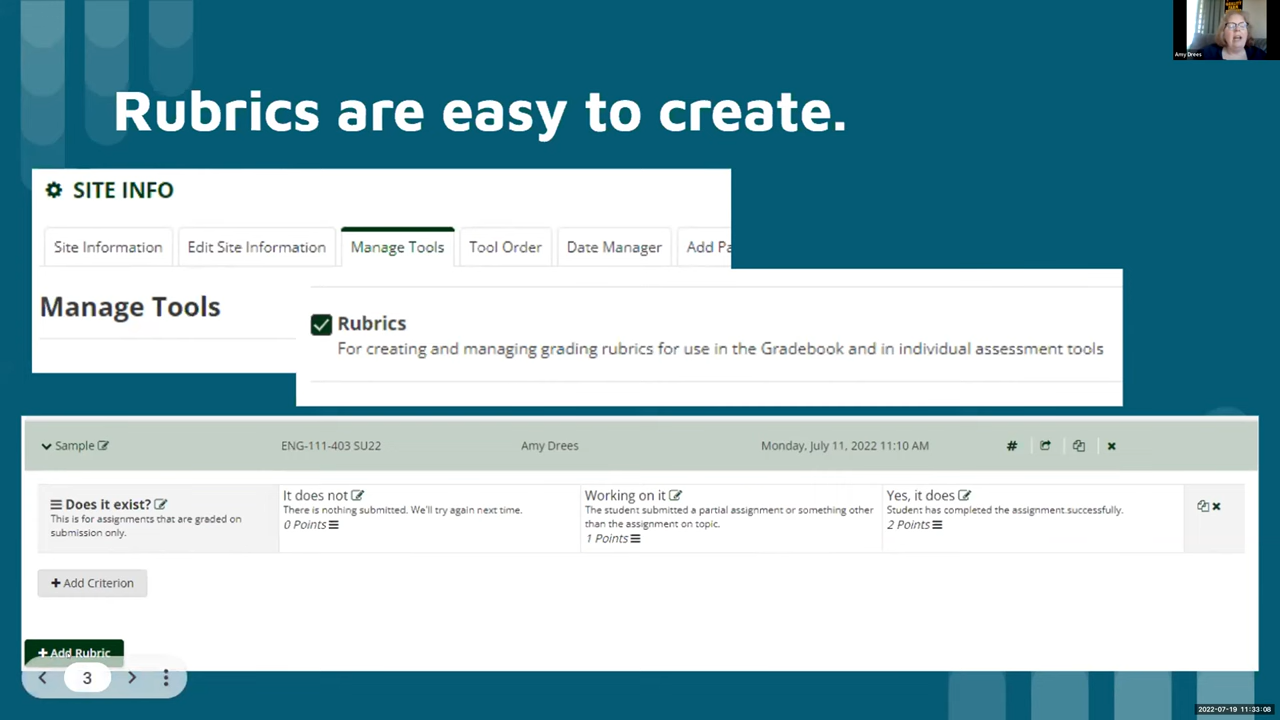 Amy Drees
Rubrics are easy to create.
SITE INFO
Site Information Edit Site Information Manage Tools Tool Order Date Manager Add Pa
Manage Tools
Rubrics
For creating and managing grading rubrics for use in the Gradebook and in individual assessment tools
Sample ENG-111-403 SU22 Amy Drees Monday, July 11, 2022 11:10 AM #
Does it exist?
This is for assignments that are graded on
submission only.
It does not
There is nothing submitted. We'll try again next time.
0 Points
Working on it
The student submitted a partial assignment or something other
than the assignment on topic.
1 Points
Yes, it does
Student has completed the assignment successfully.
2 Points
+ Add Criterion
+ Add Rubric
3
2022-07-19 11:33:08